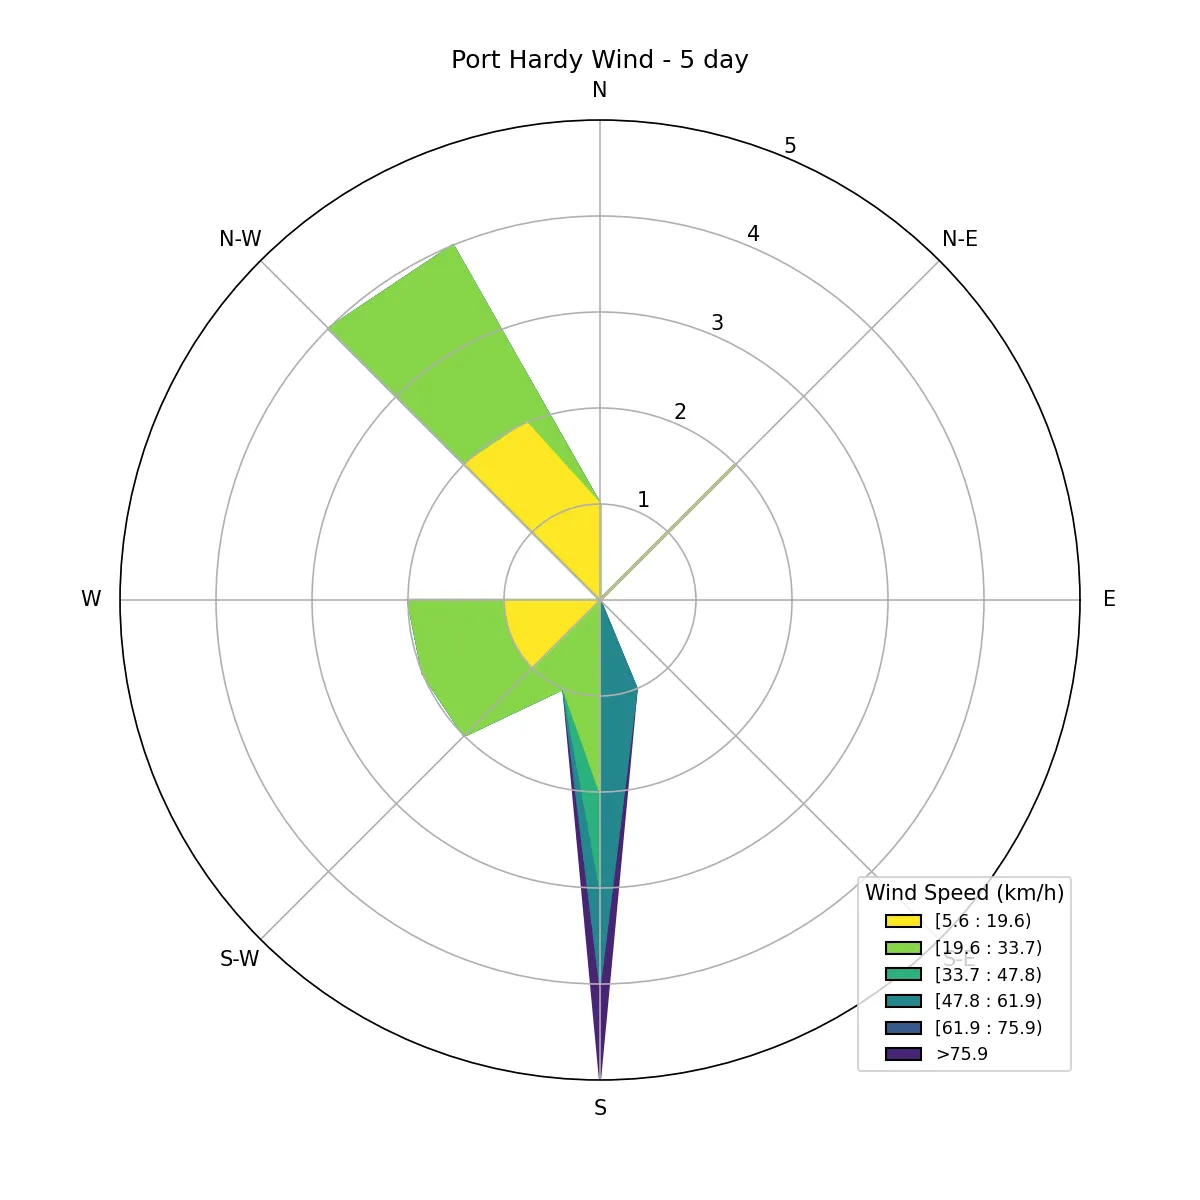 Port Hardy Wind - 5 day
N
5
N-W
N-E
4
3
2
1
W
E
S-W
S-E
S
Wind Speed (km/h)
[5.6 : 19.6)
[19.6 : 33.7)
[33.7 : 47.8)
[47.8 : 61.9)
[61.9 : 75.9)
>75.9